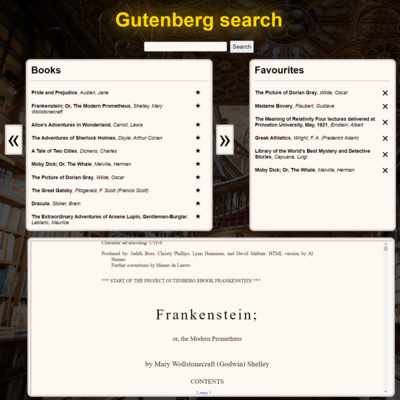 Gutenberg search
Search
Books
Pride and Prejudice, Austen, Jane
★
Frankenstein; Or, The Modern Prometheus, Shelley, Mary
Wollstonecraft
★
Alice's Adventures in Wonderland, Carroll, Lewis
★
The Adventures of Sherlock Holmes, Doyle, Arthur Conan
★
A Tale of Two Cities, Dickens, Charles
★
Moby Dick; Or, The Whale, Melville, Herman
★
The Picture of Dorian Gray, Wilde, Oscar
★
The Great Gatsby, Fitzgerald, F. Scott (Francis Scott)
★
Dracula, Stoker, Bram
★
The Extraordinary Adventures of Arsène Lupin, Gentleman-Burglar,
Leblanc, Maurice
★
«
»
Favourites
The Picture of Dorian Gray, Wilde, Oscar
✕
Madame Bovary, Flaubert, Gustave
✕
The Meaning of Relativity Four lectures delivered at
Princeton University, May, 1921, Einstein, Albert
✕
Greek Athletics, Wright, F. A. (Frederick Adam)
✕
Library of the World's Best Mystery and Detective
Stories, Capuana, Luigi
✕
Moby Dick; Or, The Whale, Melville, Herman
✕
Character set encoding: UTF-8
Produced by: Judith Boss, Christy Phillips, Lynn Hanninen, and David Meltzer. HTML version by Al
Haines.
Further corrections by Menno de Leeuw.
*** START OF THE PROJECT GUTENBERG EBOOK FRANKENSTEIN ***
Frankenstein;
or, the Modern Prometheus
by Mary Wollstonecraft (Godwin) Shelley
CONTENTS
Letter 1